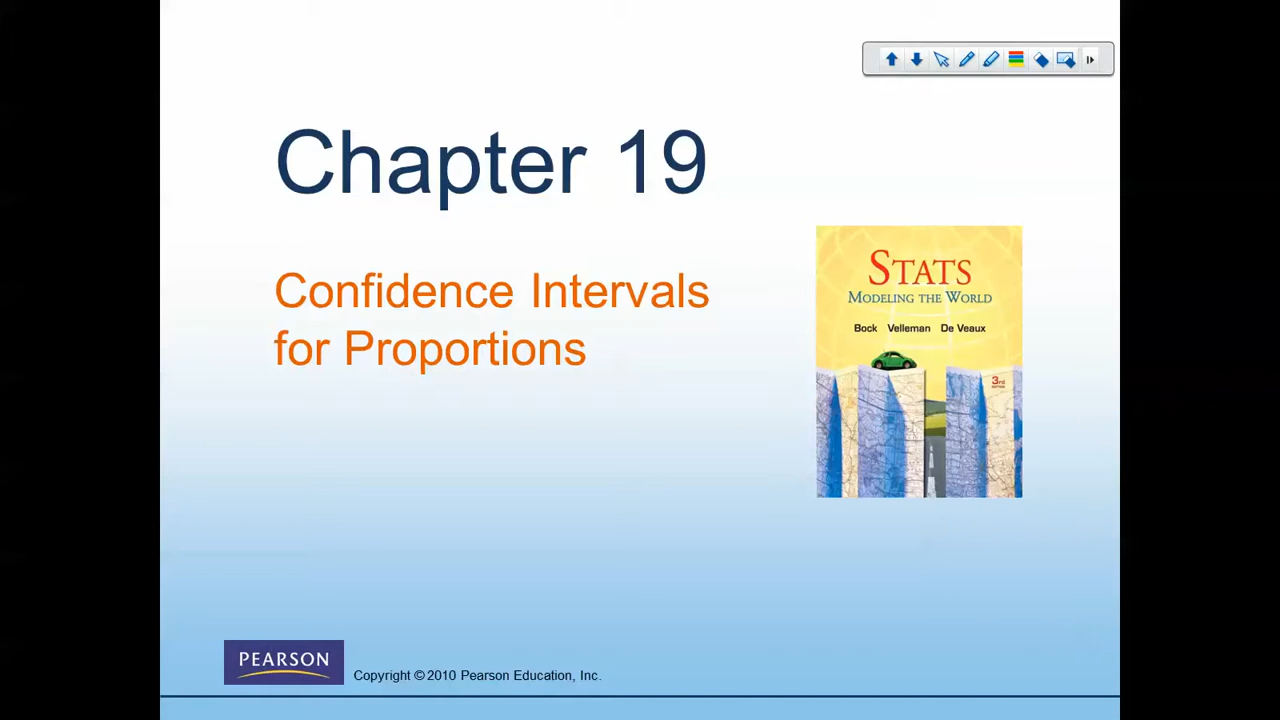 Chapter 19
Confidence Intervals
for Proportions
STATS
MODELING THE WORLD
Bock Velleman De Veaux
3rd
EDITION
PEARSON
Copyright © 2010 Pearson Education, Inc.